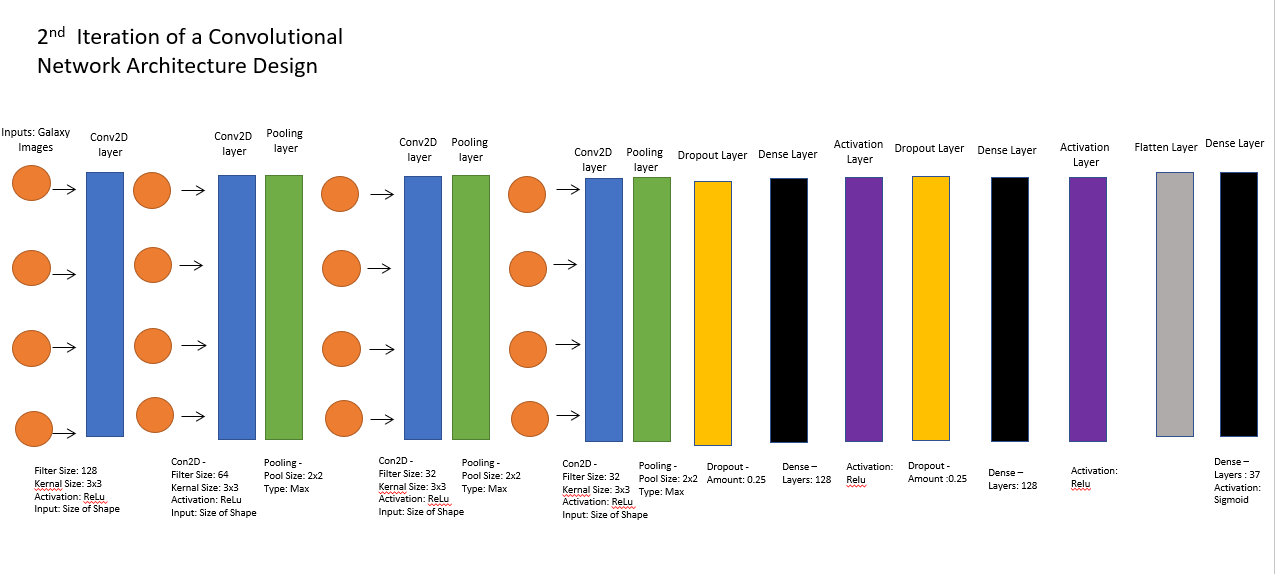 2nd Iteration of a Convolutional
Network Architecture Design
Inputs: Galaxy
Images
Conv2D
layer
Conv2D
layer
Pooling
layer
Conv2D
layer
Pooling
layer
Conv2D
layer
Pooling
layer
Dropout Layer
Dense Layer
Activation
Layer
Dropout Layer
Dense Layer
Activation
Layer
Flatten Layer
Dense Layer
Filter Size: 128
Kernal Size: 3x3
Activation: ReLu
Input: Size of Shape
Con2D -
Filter Size: 64
Kernal Size: 3x3
Activation: ReLu
Input: Size of Shape
Pooling -
Pool Size: 2x2
Type: Max
Con2D -
Filter Size: 32
Kernal Size: 3x3
Activation: ReLu
Input: Size of Shape
Pooling -
Pool Size: 2x2
Type: Max
Con2D -
Filter Size: 32
Kernal Size: 3x3
Activation: ReLu
Input: Size of Shape
Pooling -
Pool Size: 2x2
Type: Max
Dropout -
Amount: 0.25
Dense –
Layers: 128
Activation:
Relu
Dropout -
Amount :0.25
Dense –
Layers: 128
Activation:
Relu
Dense –
Layers : 37
Activation:
Sigmoid